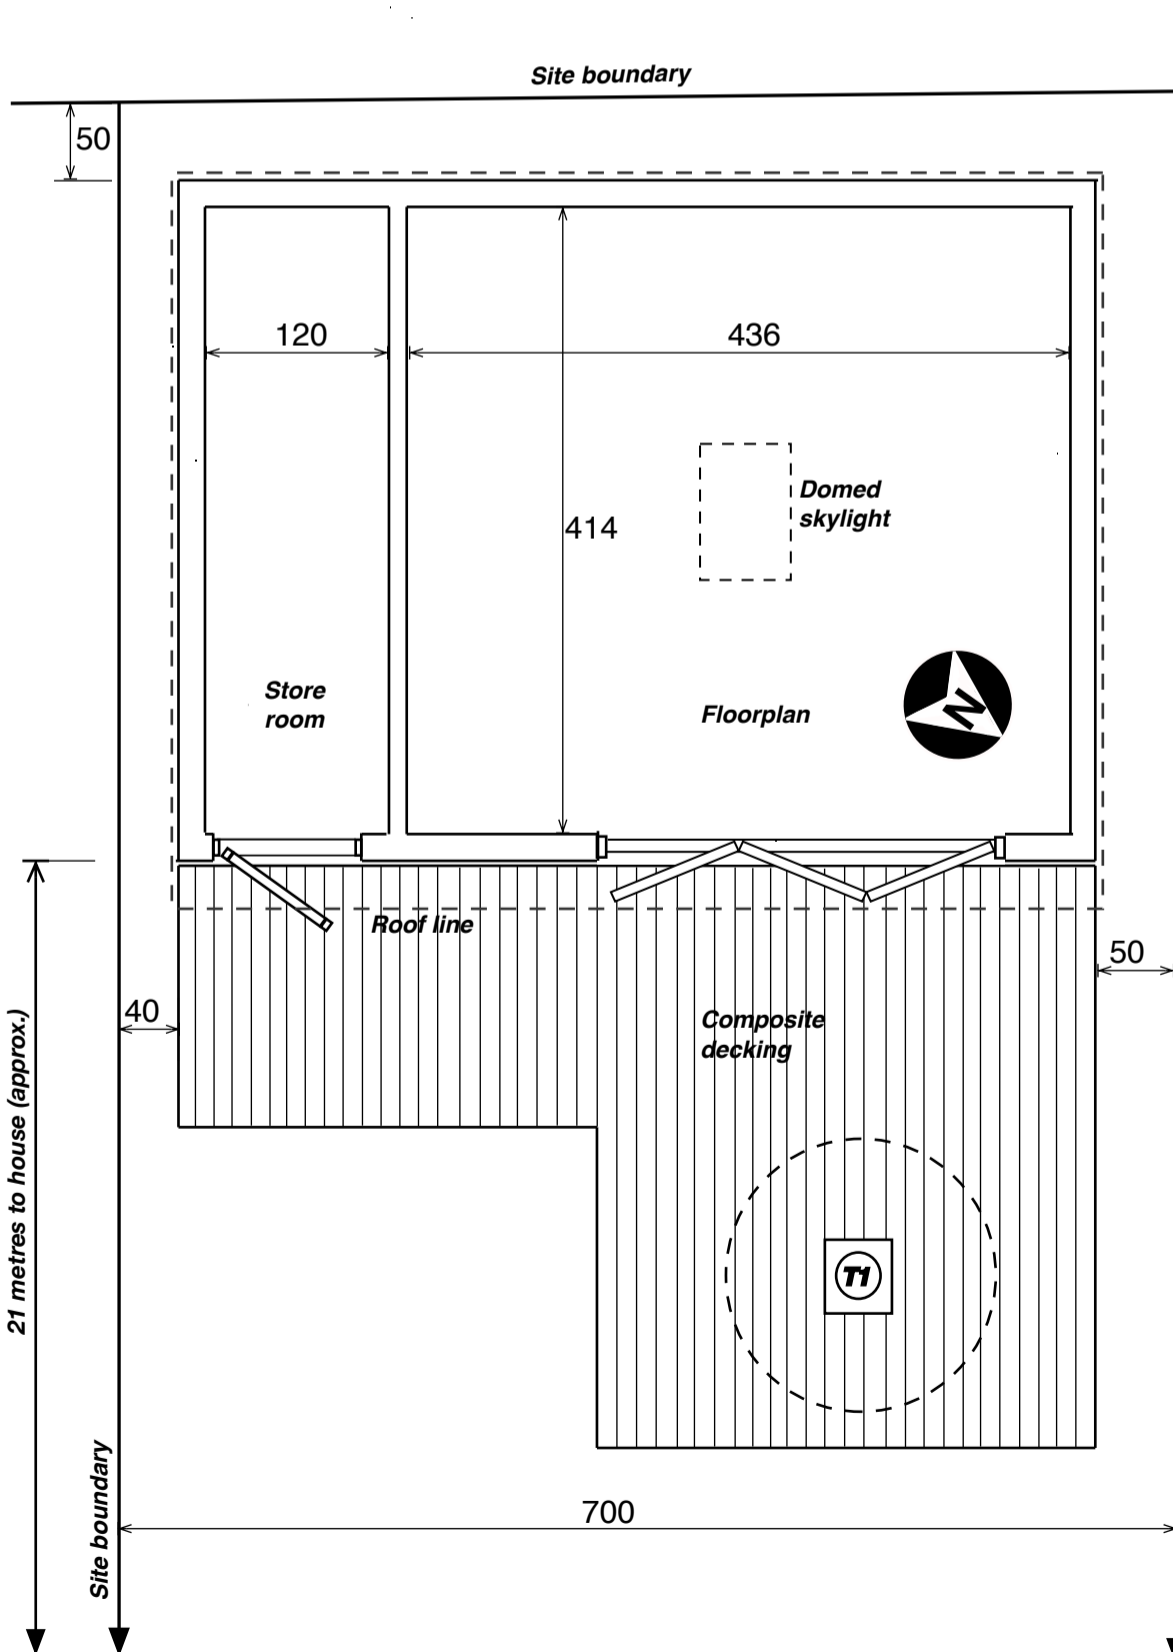 Site boundary
50
120
436
Domed
skylight
414
Store
room
Floorplan
N
Roof line
50
40
Composite
decking
21 metres to house (approx.)
T1
Site boundary
700